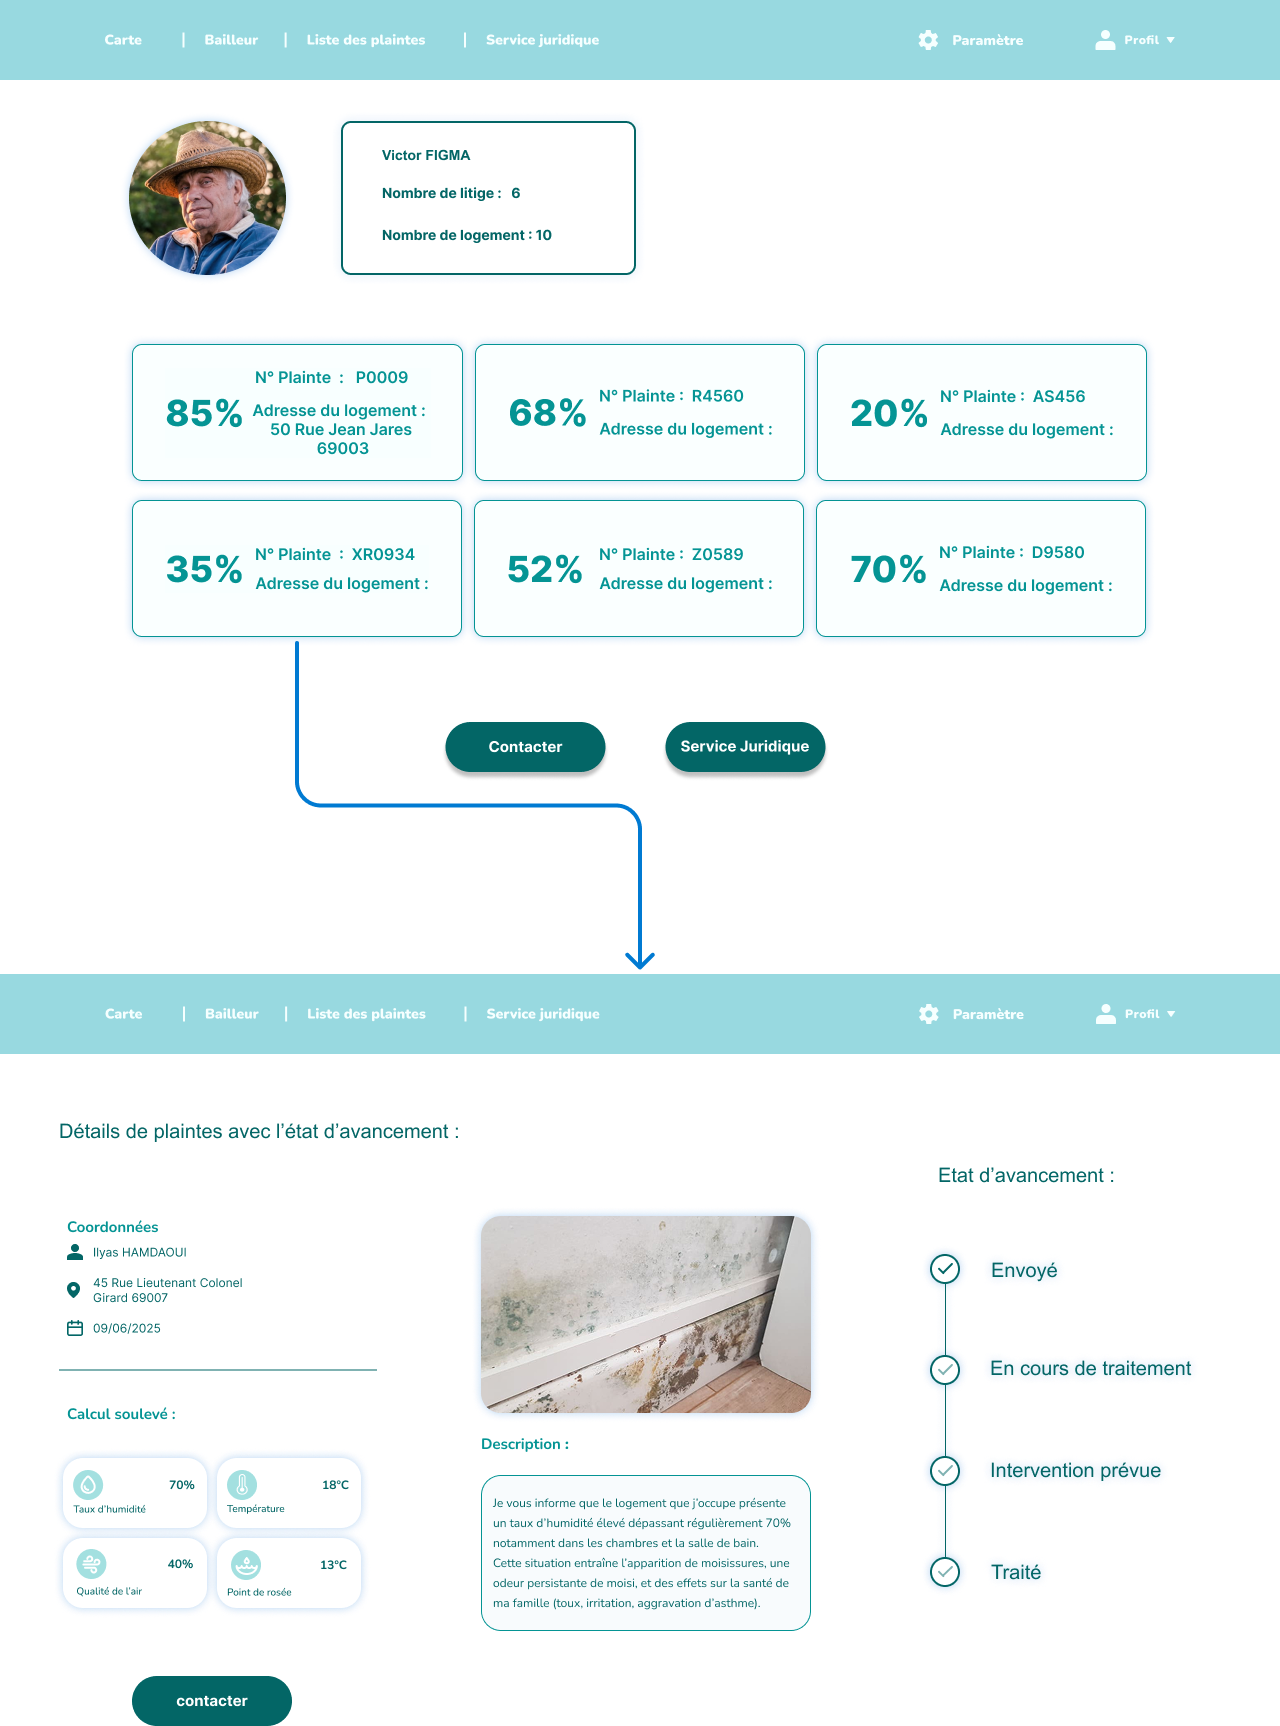 Carte | Bailleur | Liste des plaintes | Service juridique Paramètre Profil
Victor FIGMA
Nombre de litige : 6
Nombre de logement : 10
85%
N° Plainte : P0009
Adresse du logement :
50 Rue Jean Jares
69003
68%
N° Plainte : R4560
Adresse du logement :
20%
N° Plainte : AS456
Adresse du logement :
35%
N° Plainte : XR0934
Adresse du logement :
52%
N° Plainte : Z0589
Adresse du logement :
70%
N° Plainte : D9580
Adresse du logement :
Contacter
Service Juridique
Carte | Bailleur | Liste des plaintes | Service juridique Paramètre Profil
Détails de plaintes avec l’état d’avancement :
Coordonnées
Ilyas HAMDAOUI
45 Rue Lieutenant Colonel
Girard 69007
09/06/2025
Calcul soulevé :
70%
Taux d’humidité
18°C
Température
40%
Qualité de l’air
13°C
Point de rosée
contacter
Description :
Je vous informe que le logement que j’occupe présente
un taux d’humidité élevé dépassant régulièrement 70%
notamment dans les chambres et la salle de bain.
Cette situation entraîne l’apparition de moisissures, une
odeur persistante de moisi, et des effets sur la santé de
ma famille (toux, irritation, aggravation d’asthme).
Etat d’avancement :
Envoyé
En cours de traitement
Intervention prévue
Traité